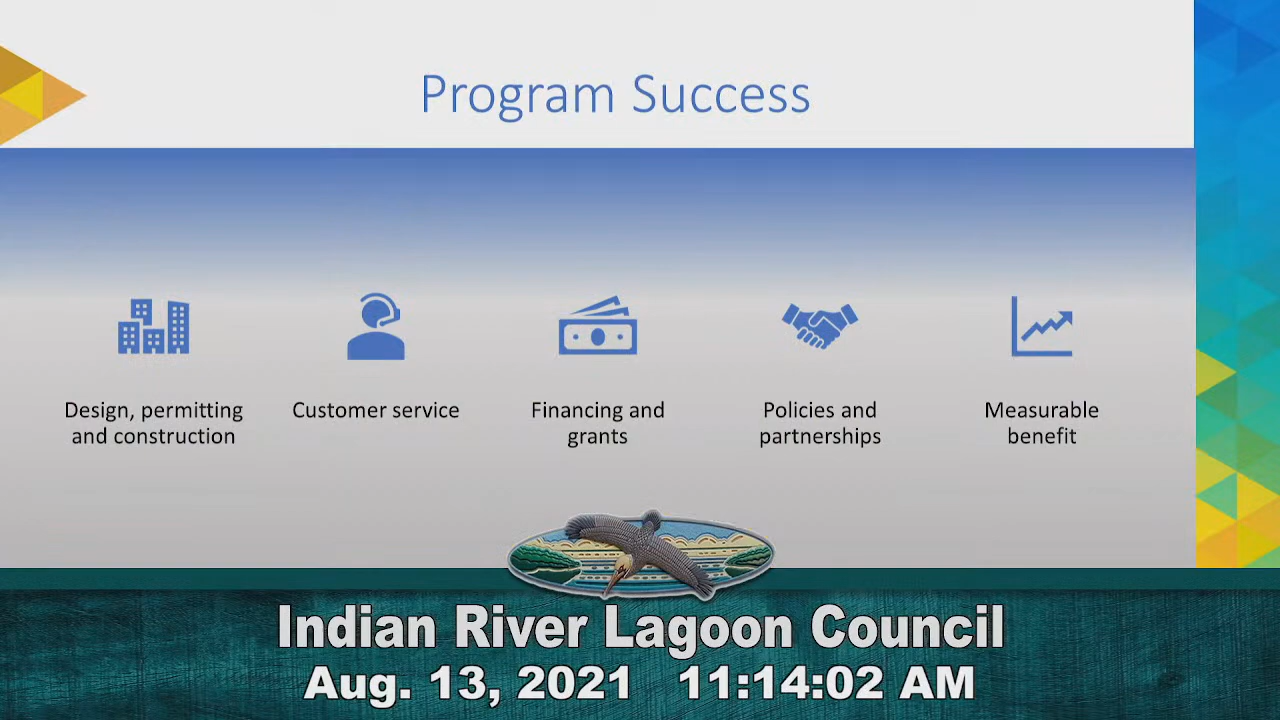 Program Success
Design, permitting
and construction
Customer service
Financing and
grants
Policies and
partnerships
Measurable
benefit
Indian River Lagoon Council
Aug. 13, 2021 11:14:02 AM